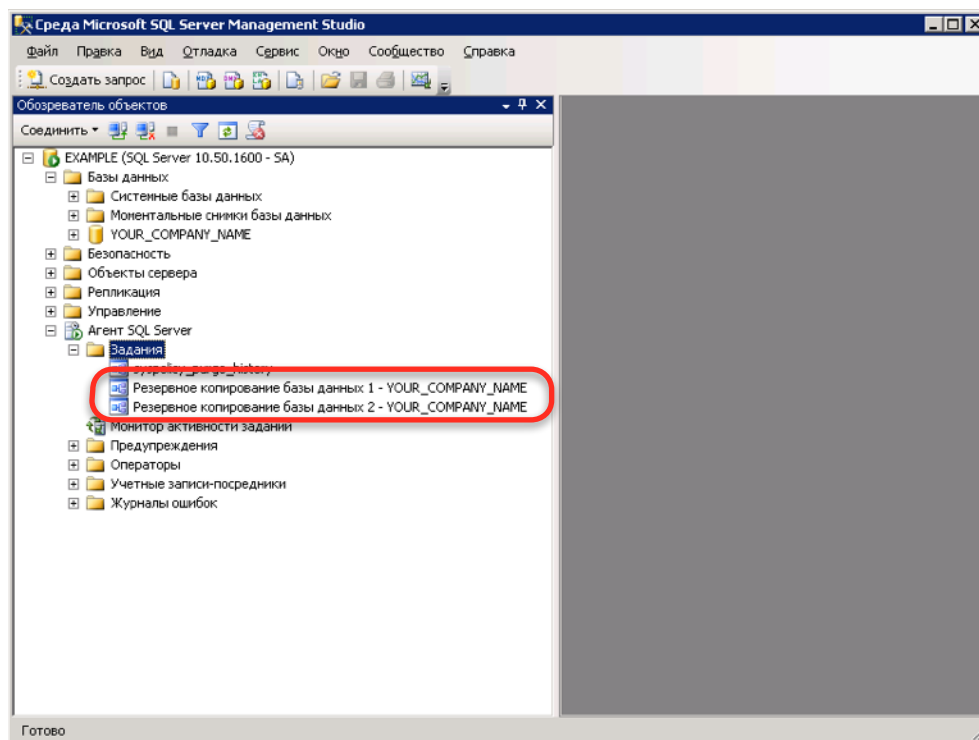 Среда Microsoft SQL Server Management Studio
Файл Правка Вид Отладка Сервис Окно Сообщество Справка
Создать запрос
Обозреватель объектов
Соединить
EXAMPLE (SQL Server 10.50.1600 - SA)
Базы данных
Системные базы данных
Моментальные снимки базы данных
YOUR_COMPANY_NAME
Безопасность
Объекты сервера
Репликация
Управление
Агент SQL Server
Задания
syspolicy_purge_history
Резервное копирование базы данных 1 - YOUR_COMPANY_NAME
Резервное копирование базы данных 2 - YOUR_COMPANY_NAME
Монитор активности заданий
Предупреждения
Операторы
Учетные записи-посредники
Журналы ошибок
Готово